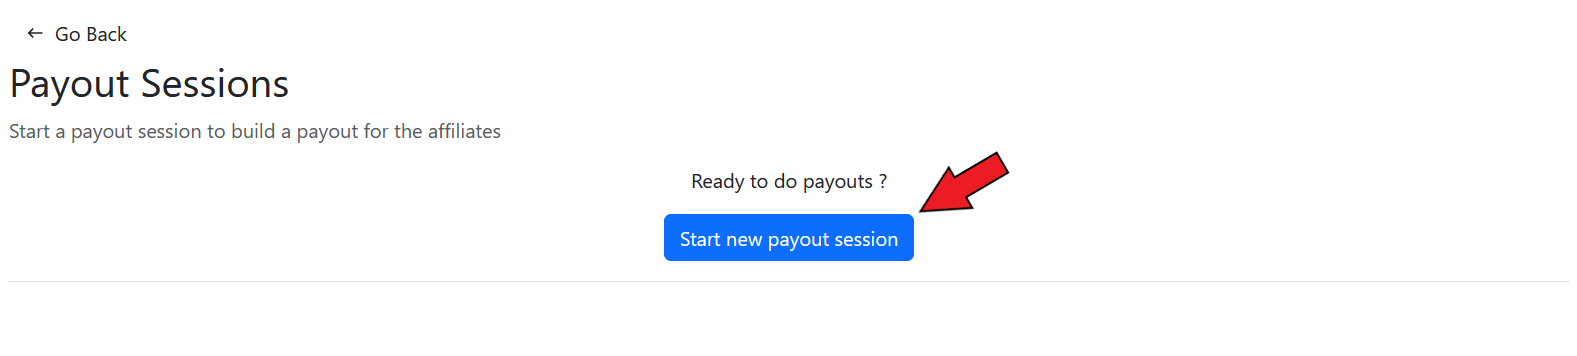 Go Back
Payout Sessions
Start a payout session to build a payout for the affiliates
Ready to do payouts ?
Start new payout session